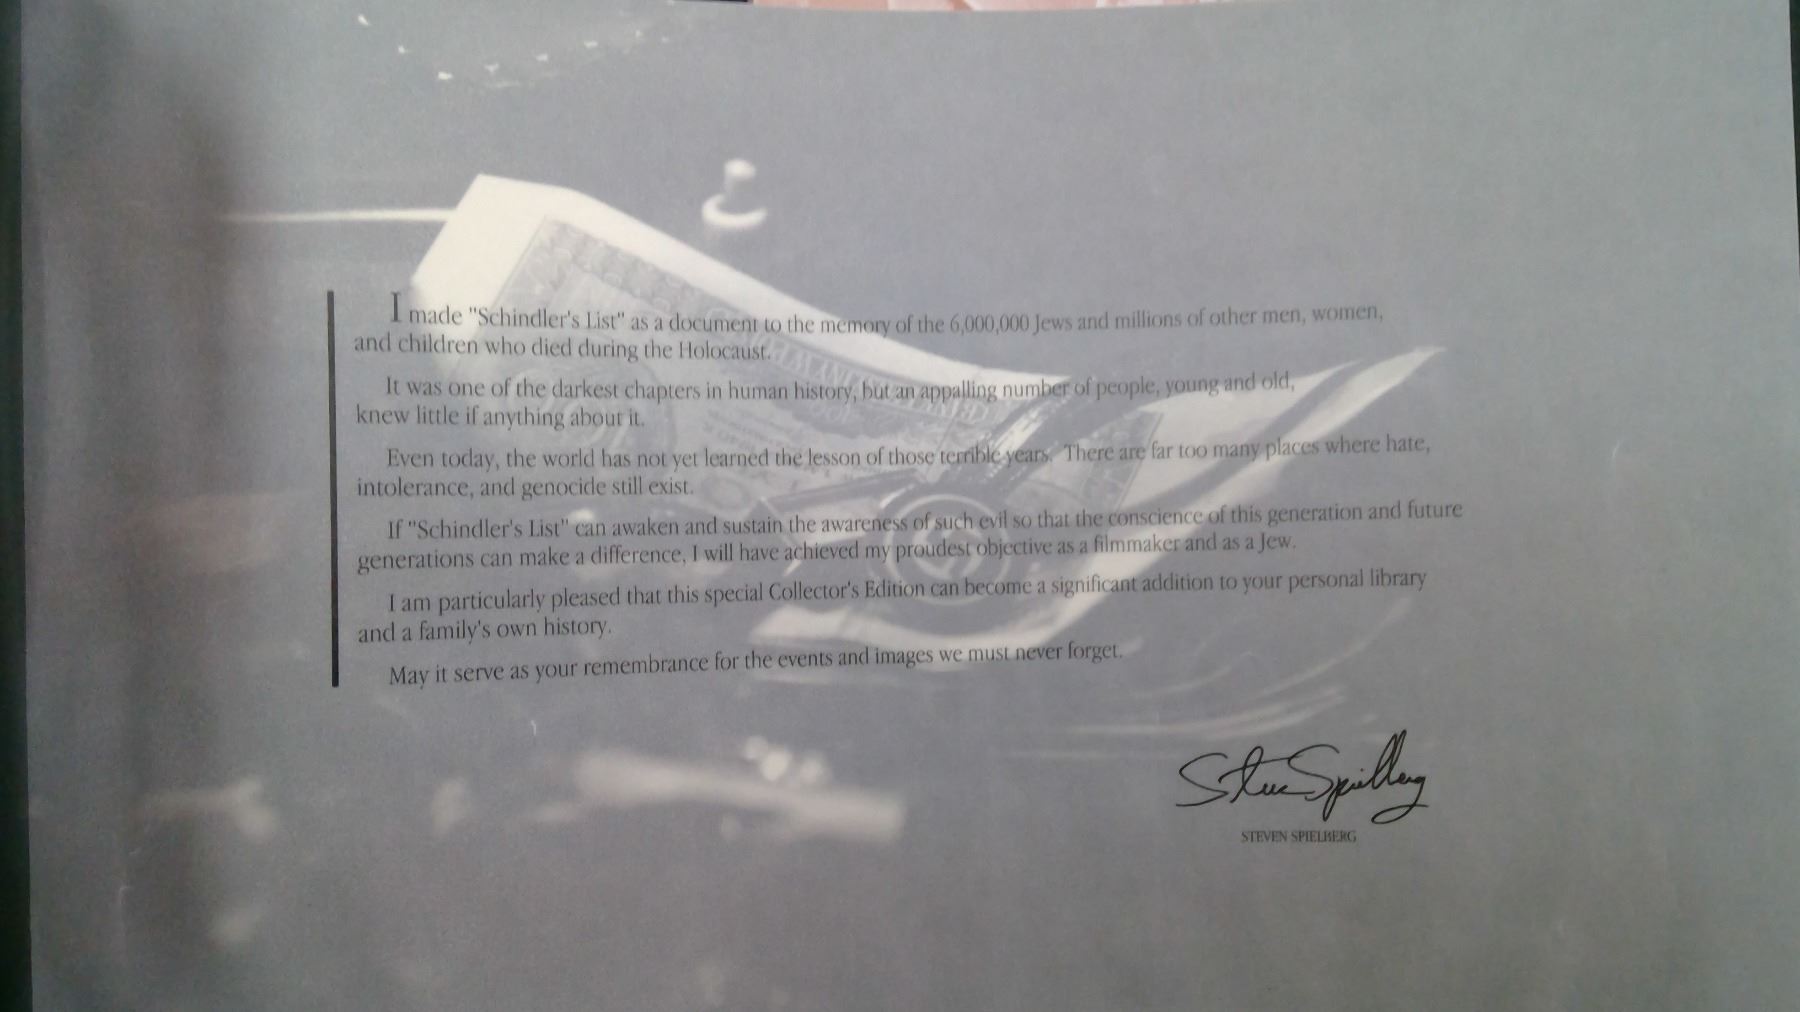 I made "Schindler's List" as a document to the memory of the 6,000,000 Jews and millions of other men, women,
and children who died during the Holocaust.
It was one of the darkest chapters in human history, but an appalling number of people, young and old,
knew little if anything about it.
Even today, the world has not yet learned the lesson of those terrible years. There are far too many places where hate,
intolerance, and genocide still exist.
If "Schindler's List" can awaken and sustain the awareness of such evil so that the conscience of this generation and future
generations can make a difference, I will have achieved my proudest objective as a filmmaker and as a Jew.
I am particularly pleased that this special Collector's Edition can become a significant addition to your personal library
and a family's own history.
May it serve as your remembrance for the events and images we must never forget.
Steven Spielberg
STEVEN SPIELBERG